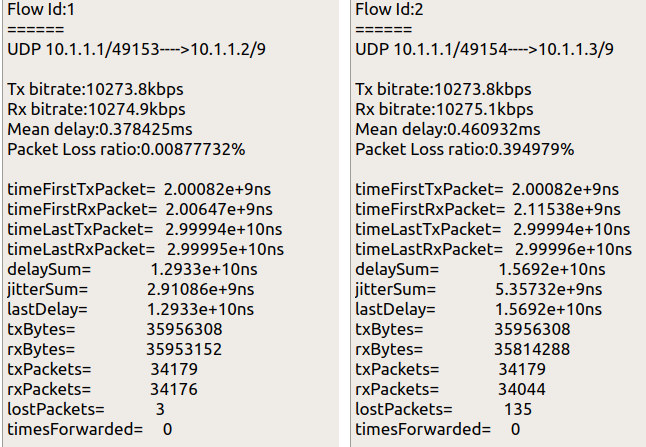 Flow Id:1
======
UDP 10.1.1.1/49153---->10.1.1.2/9
Tx bitrate:10273.8kbps
Rx bitrate:10274.9kbps
Mean delay:0.378425ms
Packet Loss ratio:0.00877732%
timeFirstTxPacket= 2.00082e+9ns
timeFirstRxPacket= 2.00647e+9ns
timeLastTxPacket= 2.99994e+10ns
timeLastRxPacket= 2.99995e+10ns
delaySum= 1.2933e+10ns
jitterSum= 2.91086e+9ns
lastDelay= 1.2933e+10ns
txBytes= 35956308
rxBytes= 35953152
txPackets= 34179
rxPackets= 34176
lostPackets= 3
timesForwarded= 0
Flow Id:2
======
UDP 10.1.1.1/49154---->10.1.1.3/9
Tx bitrate:10273.8kbps
Rx bitrate:10275.1kbps
Mean delay:0.460932ms
Packet Loss ratio:0.394979%
timeFirstTxPacket= 2.00082e+9ns
timeFirstRxPacket= 2.11538e+9ns
timeLastTxPacket= 2.99994e+10ns
timeLastRxPacket= 2.99996e+10ns
delaySum= 1.5692e+10ns
jitterSum= 5.35732e+9ns
lastDelay= 1.5692e+10ns
txBytes= 35956308
rxBytes= 35814288
txPackets= 34179
rxPackets= 34044
lostPackets= 135
timesForwarded= 0